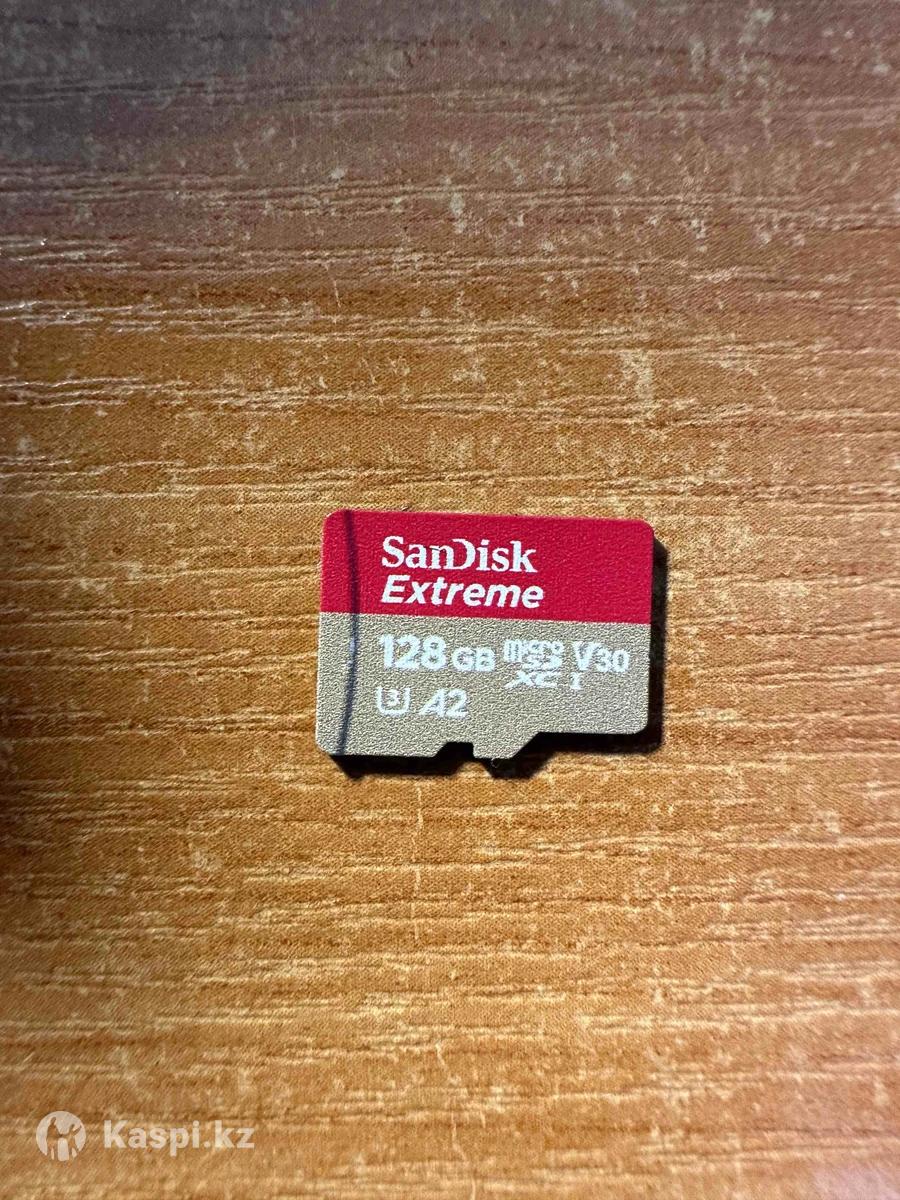 SanDisk
Extreme
128 GB micro SD XC I V30
U3 A2
Kaspi.kz